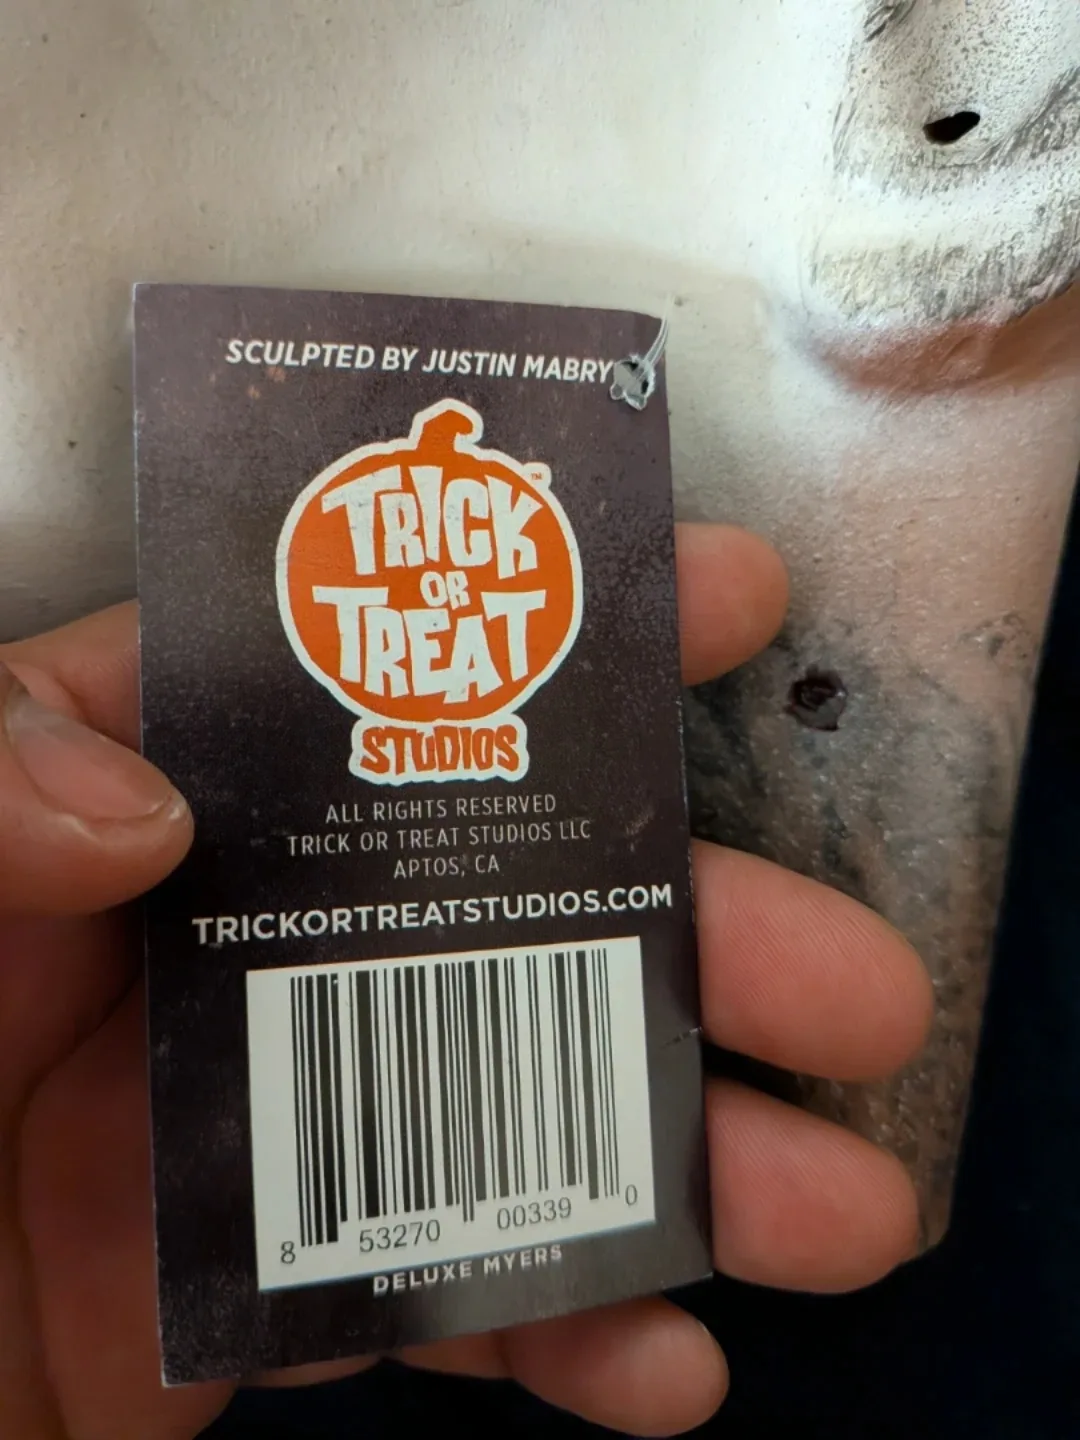 SCULPTED BY JUSTIN MABRY
TRICK
OR
TREAT
STUDIOS
™
ALL RIGHTS RESERVED
TRICK OR TREAT STUDIOS LLC
APTOS, CA
TRICKORTREATSTUDIOS.COM
8 53270 00339 0
DELUXE MYERS